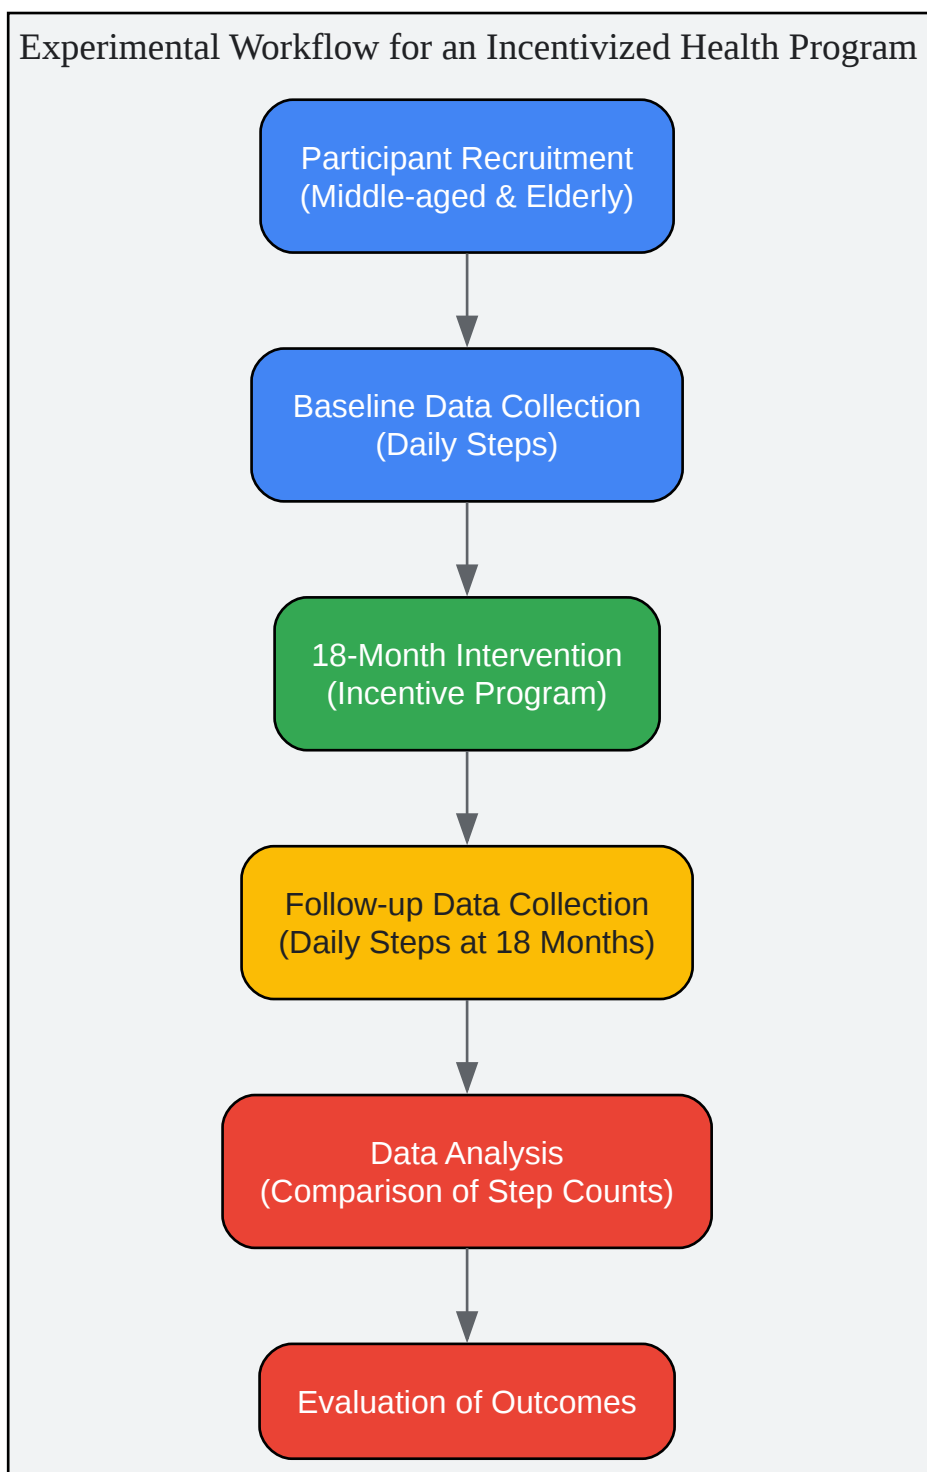 Experimental Workflow for an Incentivized Health Program
Participant Recruitment
(Middle-aged & Elderly)
Baseline Data Collection
(Daily Steps)
18-Month Intervention
(Incentive Program)
Follow-up Data Collection
(Daily Steps at 18 Months)
Data Analysis
(Comparison of Step Counts)
Evaluation of Outcomes